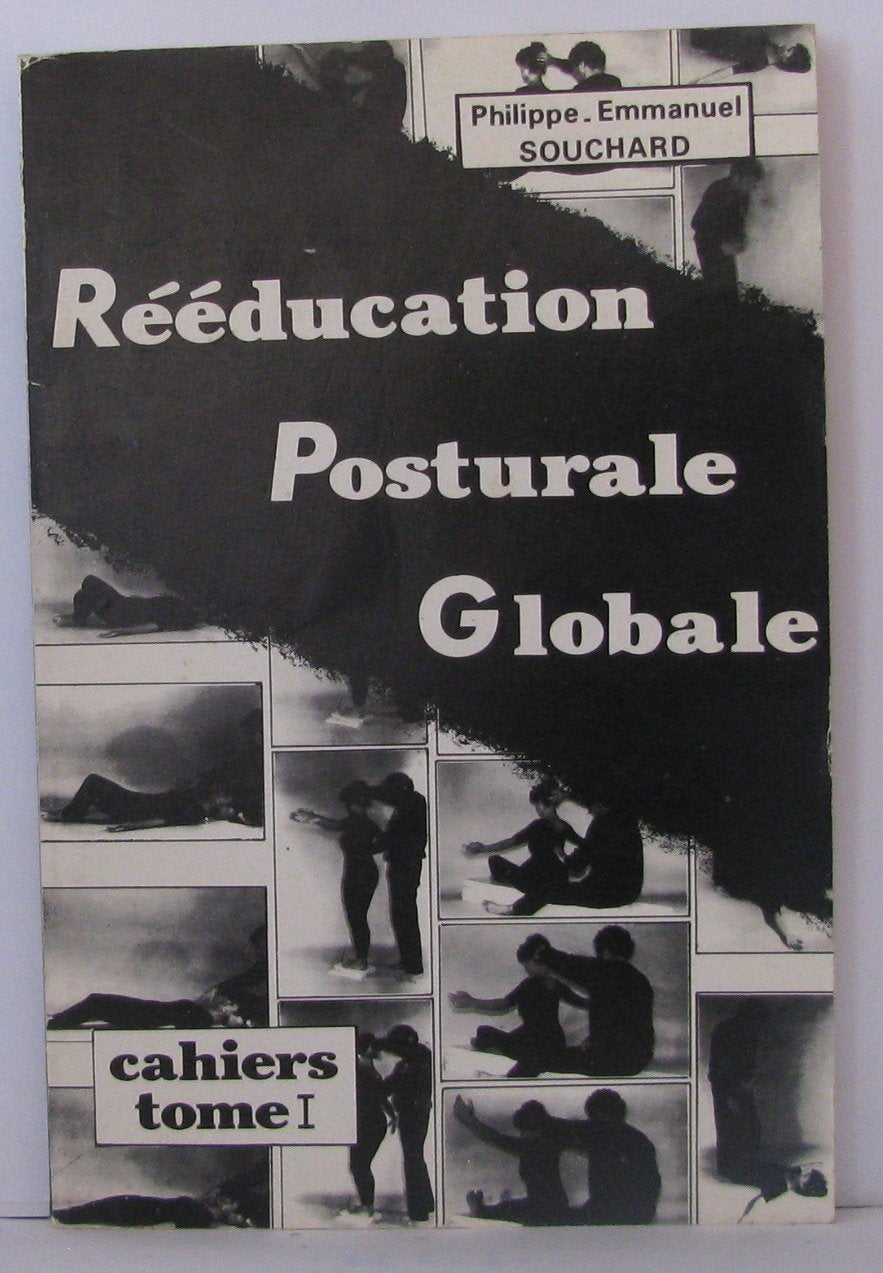 Philippe-Emmanuel
SOUCHARD
Rééducation
Posturale
Globale
cahiers
tome I